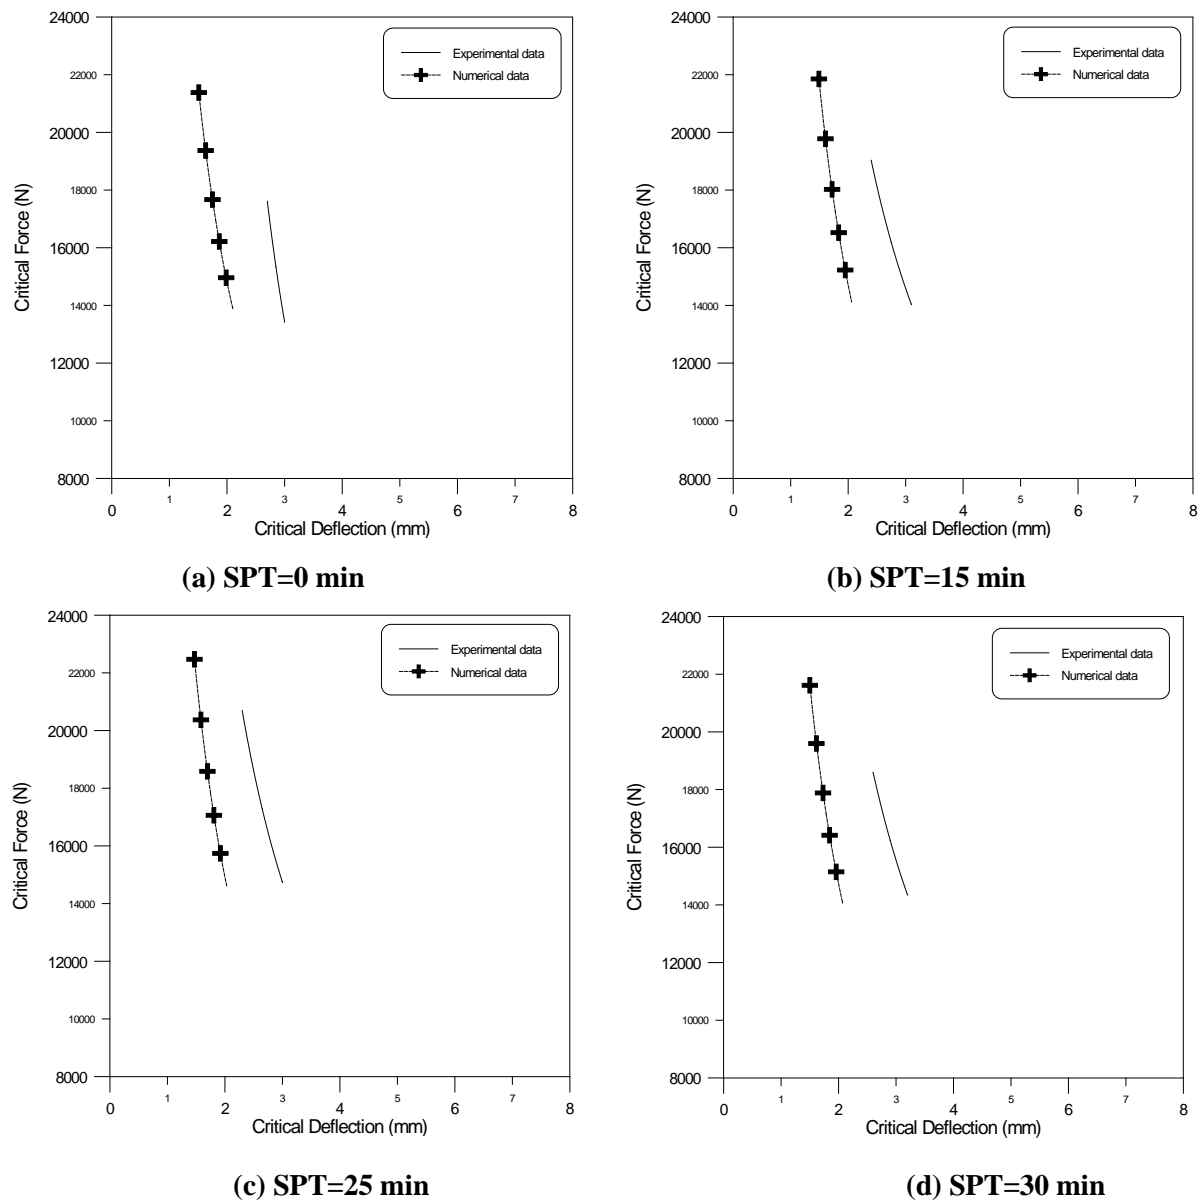 24000
22000
20000
18000
16000
14000
12000
10000
8000
Critical Force (N)
Experimental data
Numerical data
0 1 2 3 4 5 6 7 8
Critical Deflection (mm)
(a) SPT=0 min
24000
22000
20000
18000
16000
14000
12000
10000
8000
Critical Force (N)
Experimental data
Numerical data
0 1 2 3 4 5 6 7 8
Critical Deflection (mm)
(b) SPT=15 min
24000
22000
20000
18000
16000
14000
12000
10000
8000
Critical Force (N)
Experimental data
Numerical data
0 1 2 3 4 5 6 7 8
Critical Deflection (mm)
(c) SPT=25 min
24000
22000
20000
18000
16000
14000
12000
10000
8000
Critical Force (N)
Experimental data
Numerical data
0 1 2 3 4 5 6 7 8
Critical Deflection (mm)
(d) SPT=30 min